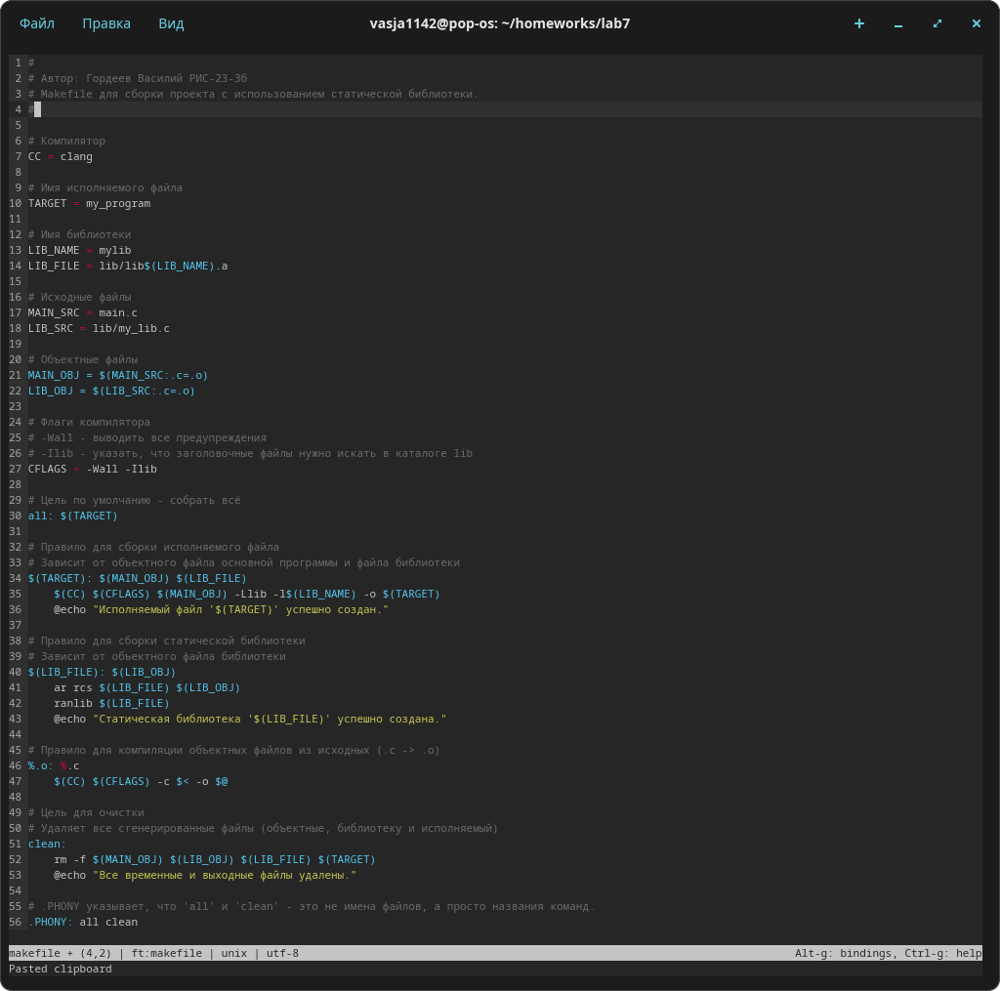 Файл Правка Вид vasja1142@pop-os: ~/homeworks/lab7
1 #
2 # Автор: Гордеев Василий РИС-23-3б
3 # Makefile для сборки проекта с использованием статической библиотеки.
4 #
5
6 # Компилятор
7 CC = clang
8
9 # Имя исполняемого файла
10 TARGET = my_program
11
12 # Имя библиотеки
13 LIB_NAME = mylib
14 LIB_FILE = lib/lib$(LIB_NAME).a
15
16 # Исходные файлы
17 MAIN_SRC = main.c
18 LIB_SRC = lib/my_lib.c
19
20 # Объектные файлы
21 MAIN_OBJ = $(MAIN_SRC:.c=.o)
22 LIB_OBJ = $(LIB_SRC:.c=.o)
23
24 # Флаги компилятора
25 # -Wall - выводить все предупреждения
26 # -Ilib - указать, что заголовочные файлы нужно искать в каталоге lib
27 CFLAGS = -Wall -Ilib
28
29 # Цель по умолчанию - собрать всё
30 all: $(TARGET)
31
32 # Правило для сборки исполняемого файла
33 # Зависит от объектного файла основной программы и файла библиотеки
34 $(TARGET): $(MAIN_OBJ) $(LIB_FILE)
35     $(CC) $(CFLAGS) $(MAIN_OBJ) -Llib -l$(LIB_NAME) -o $(TARGET)
36     @echo "Исполняемый файл '$(TARGET)' успешно создан."
37
38 # Правило для сборки статической библиотеки
39 # Зависит от объектного файла библиотеки
40 $(LIB_FILE): $(LIB_OBJ)
41     ar rcs $(LIB_FILE) $(LIB_OBJ)
42     ranlib $(LIB_FILE)
43     @echo "Статическая библиотека '$(LIB_FILE)' успешно создана."
44
45 # Правило для компиляции объектных файлов из исходных (.c -> .o)
46 %.o: %.c
47     $(CC) $(CFLAGS) -c $< -o $@
48
49 # Цель для очистки
50 # Удаляет все сгенерированные файлы (объектные, библиотеку и исполняемый)
51 clean:
52     rm -f $(MAIN_OBJ) $(LIB_OBJ) $(LIB_FILE) $(TARGET)
53     @echo "Все временные и выходные файлы удалены."
54
55 # .PHONY указывает, что 'all' и 'clean' - это не имена файлов, а просто названия команд.
56 .PHONY: all clean
makefile + (4,2) | ft:makefile | unix | utf-8 Alt-g: bindings, Ctrl-g: help
Pasted clipboard